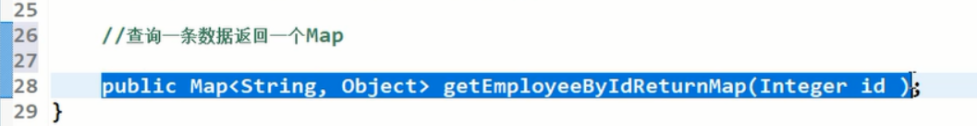 25
26 //查询一条数据返回一个Map
27
28 public Map<String, Object> getEmployeeByIdReturnMap(Integer id );
29 }